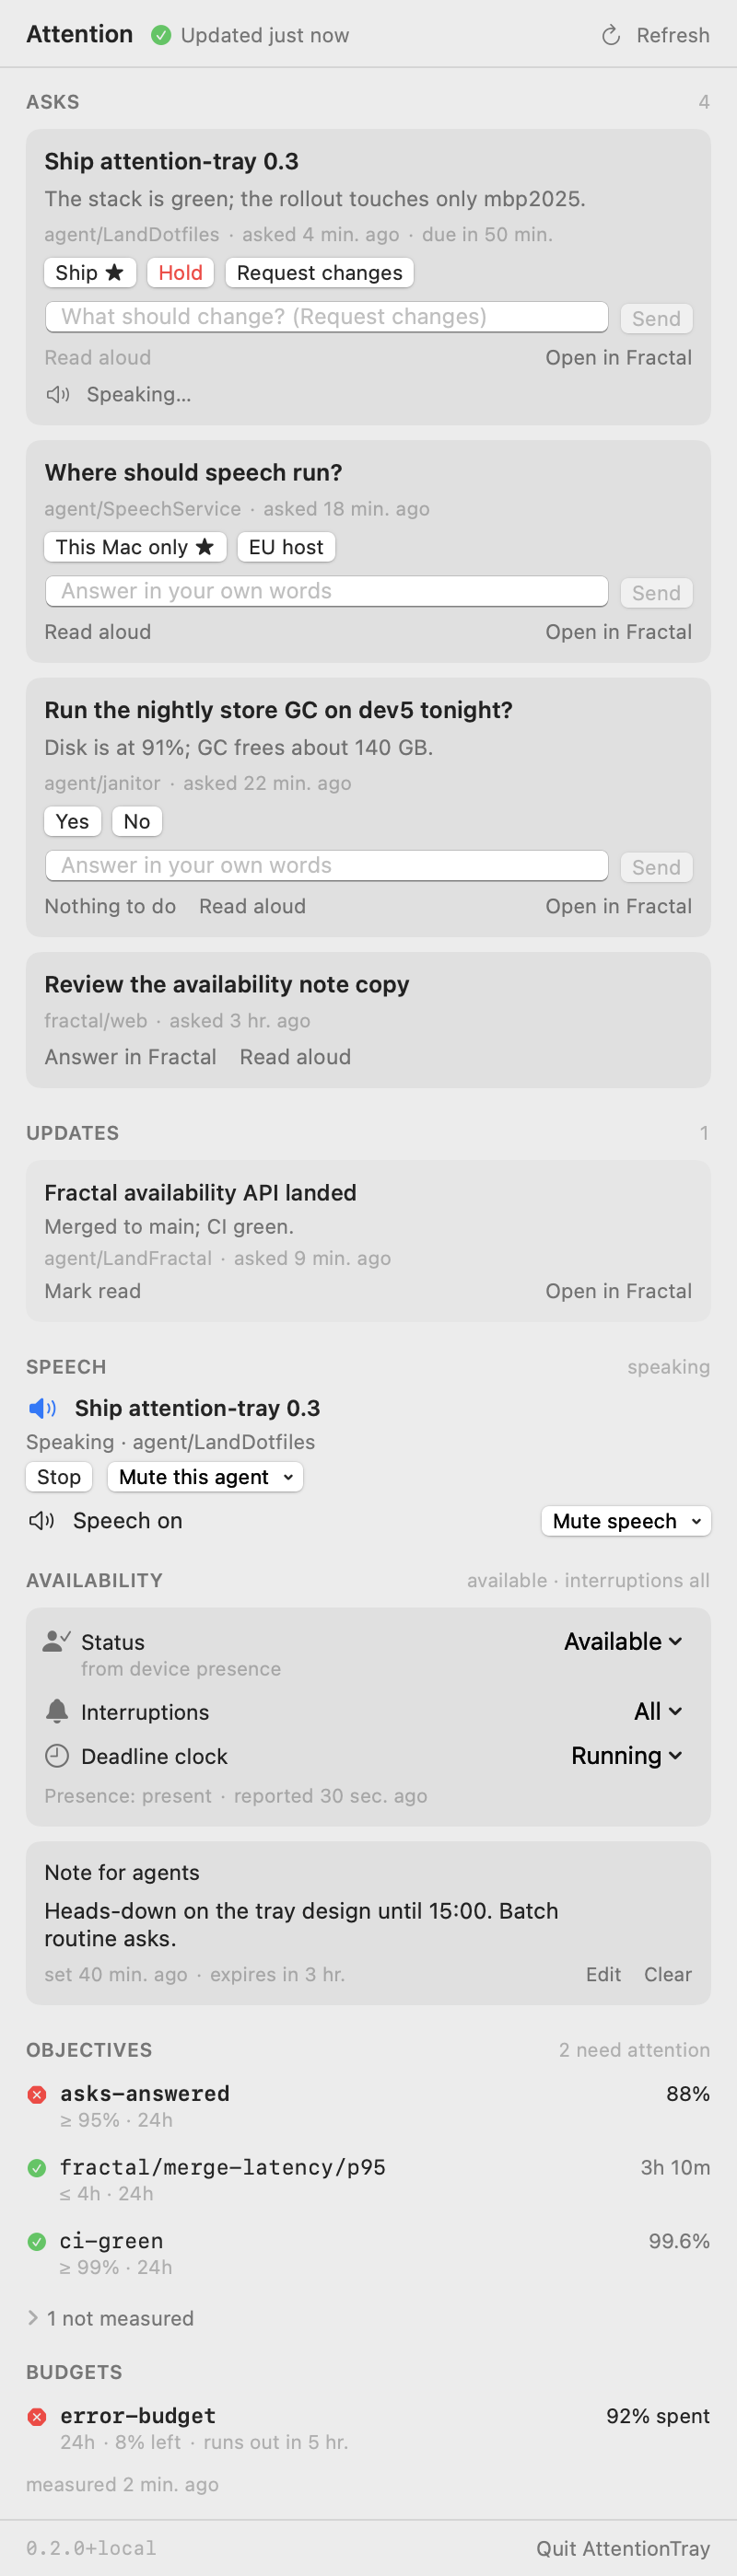 Attention Updated just now Refresh
ASKS 4
Ship attention-tray 0.3
The stack is green; the rollout touches only mbp2025.
agent/LandDotfiles · asked 4 min. ago · due in 50 min.
Ship ★ Hold Request changes
What should change? (Request changes) Send
Read aloud Open in Fractal
Speaking...
Where should speech run?
agent/SpeechService · asked 18 min. ago
This Mac only ★ EU host
Answer in your own words Send
Read aloud Open in Fractal
Run the nightly store GC on dev5 tonight?
Disk is at 91%; GC frees about 140 GB.
agent/janitor · asked 22 min. ago
Yes No
Answer in your own words Send
Nothing to do Read aloud Open in Fractal
Review the availability note copy
fractal/web · asked 3 hr. ago
Answer in Fractal Read aloud
UPDATES 1
Fractal availability API landed
Merged to main; CI green.
agent/LandFractal · asked 9 min. ago
Mark read Open in Fractal
SPEECH speaking
Ship attention-tray 0.3
Speaking · agent/LandDotfiles
Stop Mute this agent
Speech on Mute speech
AVAILABILITY available · interruptions all
Status Available
from device presence
Interruptions All
Deadline clock Running
Presence: present · reported 30 sec. ago
Note for agents
Heads-down on the tray design until 15:00. Batch
routine asks.
set 40 min. ago · expires in 3 hr. Edit Clear
OBJECTIVES 2 need attention
asks-answered 88%
≥ 95% · 24h
fractal/merge-latency/p95 3h 10m
≤ 4h · 24h
ci-green 99.6%
≥ 99% · 24h
1 not measured
BUDGETS
error-budget 92% spent
24h · 8% left · runs out in 5 hr.
measured 2 min. ago
0.2.0+local Quit AttentionTray